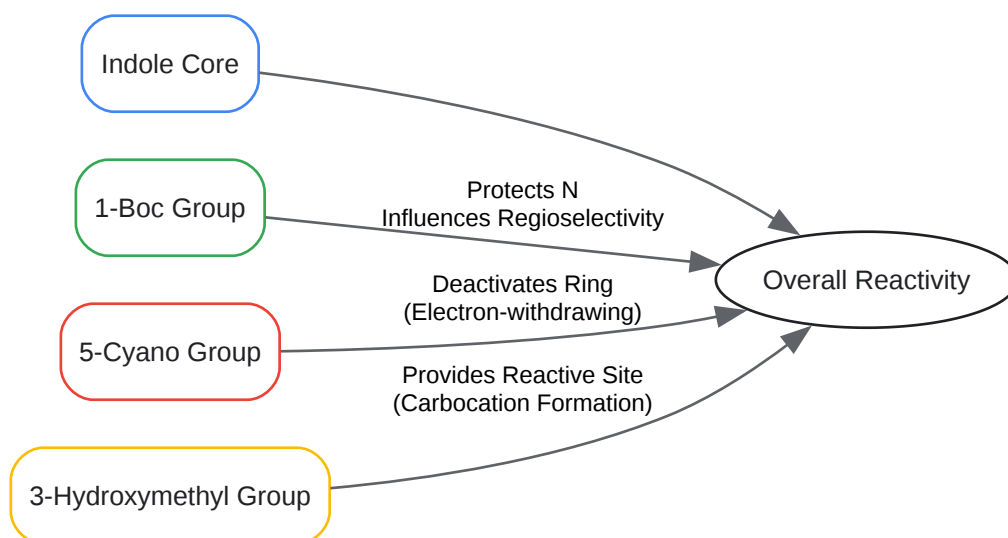 Indole Core
1-Boc Group
Protects N
Influences Regioselectivity
5-Cyano Group
Deactivates Ring
(Electron-withdrawing)
3-Hydroxymethyl Group
Provides Reactive Site
(Carbocation Formation)
Overall Reactivity